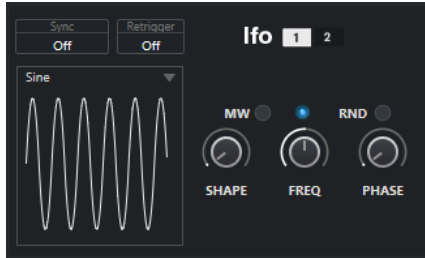 Sync
Off
Retrigger
Off
lfo 1 2
Sine
MW RND
SHAPE FREQ PHASE